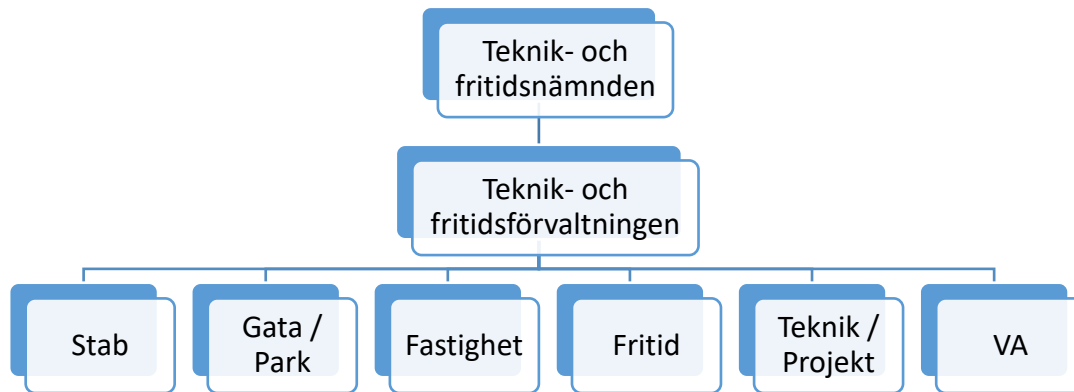 Teknik- och
fritidsnämnden
Teknik- och
fritidsförvaltningen
Stab
Gata /
Park
Fastighet
Fritid
Teknik /
Projekt
VA